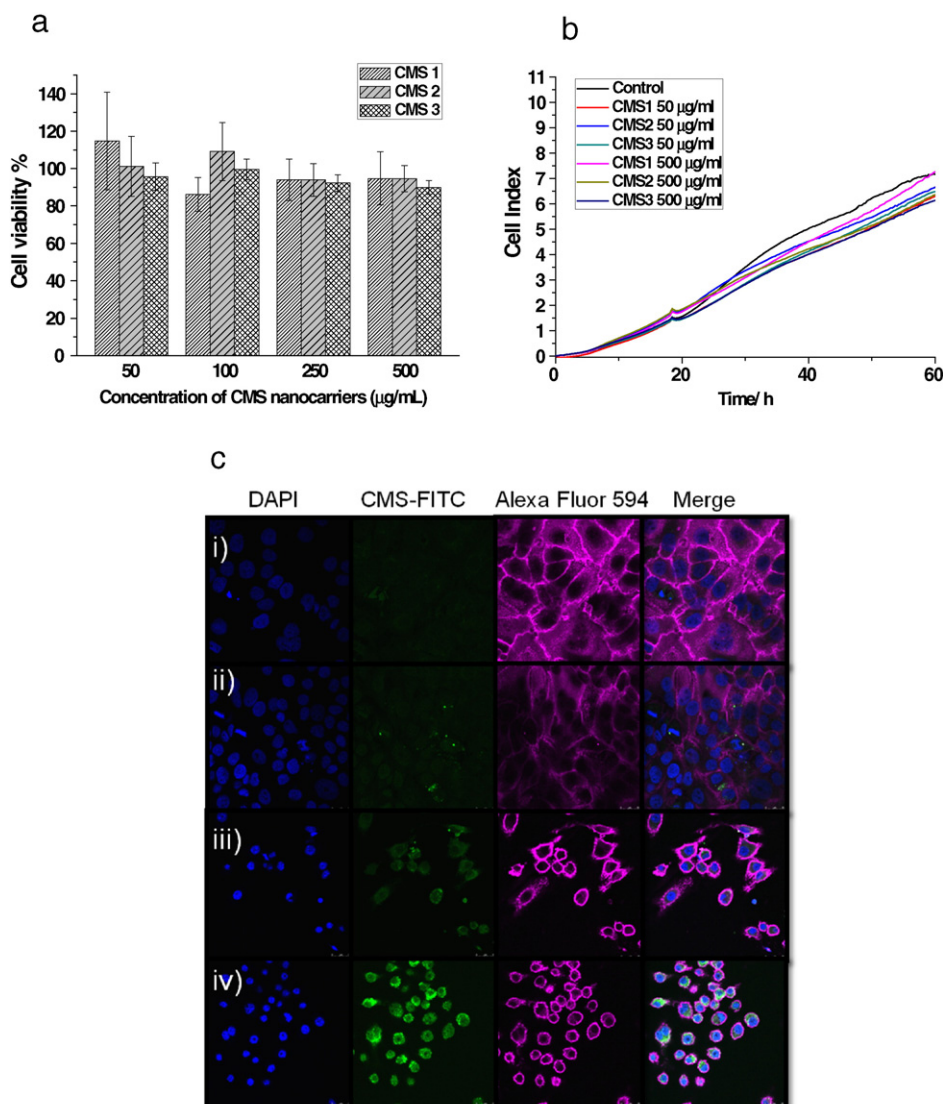 a
CMS 1
CMS 2
CMS 3
140
120
100
80
60
40
20
0
Cell viability %
50 100 250 500
Concentration of CMS nanocarriers (µg/mL)
b
Control
CMS1 50 µg/ml
CMS2 50 µg/ml
CMS3 50 µg/ml
CMS1 500 µg/ml
CMS2 500 µg/ml
CMS3 500 µg/ml
11
10
9
8
7
6
5
4
3
2
1
0
Cell Index
0 20 40 60
Time/ h
c
DAPI CMS-FITC Alexa Fluor 594 Merge
i)
ii)
iii)
iv)